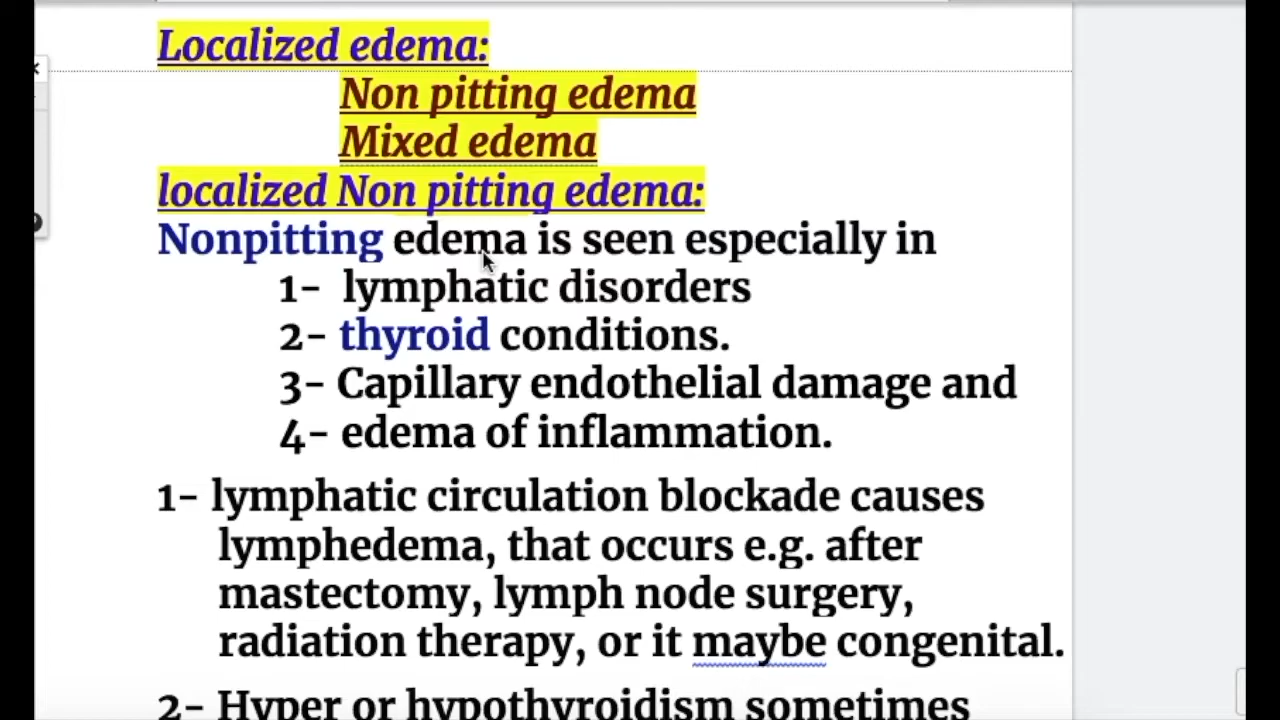 Localized edema:
Non pitting edema
Mixed edema
localized Non pitting edema:
Nonpitting edema is seen especially in
1- lymphatic disorders
2- thyroid conditions.
3- Capillary endothelial damage and
4- edema of inflammation.
1- lymphatic circulation blockade causes
lymphedema, that occurs e.g. after
mastectomy, lymph node surgery,
radiation therapy, or it maybe congenital.
2- Hyper or hypothyroidism sometimes